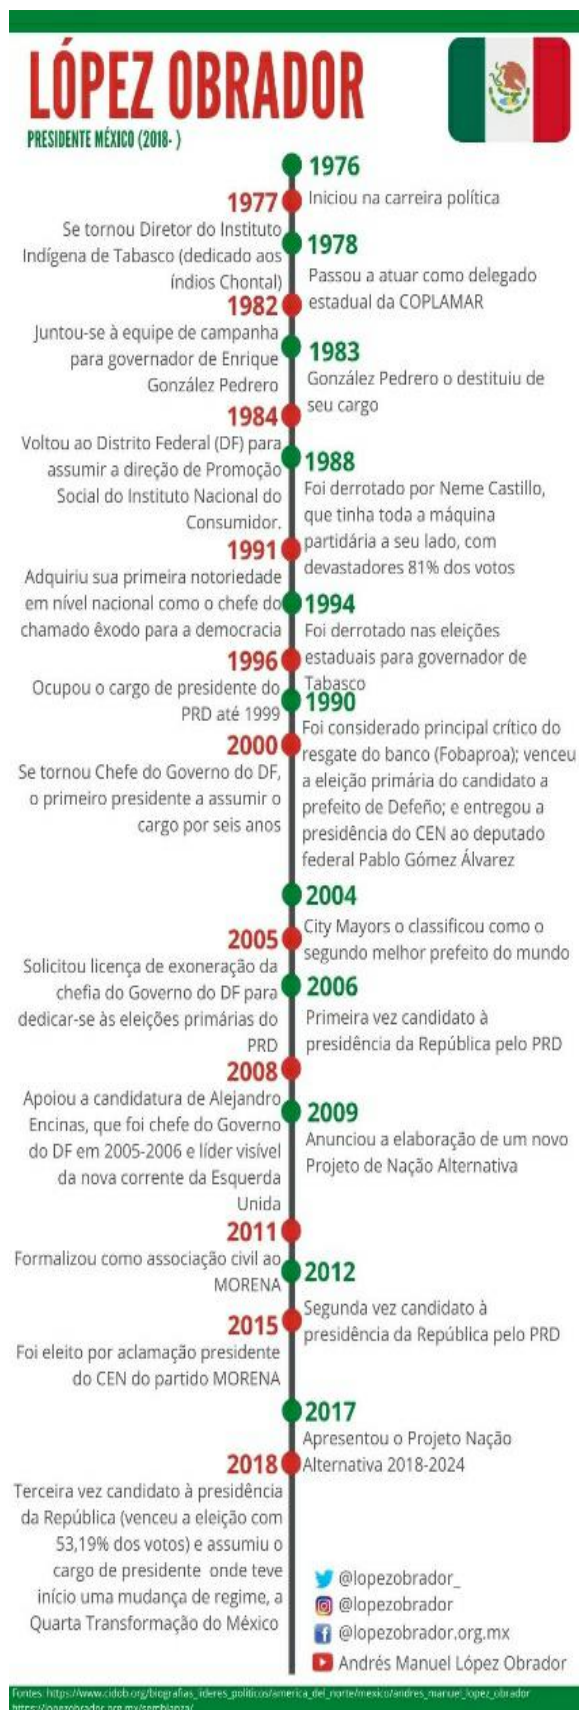 LÓPEZ OBRADOR
PRESIDENTE MÉXICO (2018- )
1976
Iniciou na carreira política
1977
Se tornou Diretor do Instituto
Indígena de Tabasco (dedicado aos
índios Chontal)
1978
Passou a atuar como delegado
estadual da COPLAMAR
1982
Juntou-se à equipe de campanha
para governador de Enrique
González Pedrero
1983
González Pedrero o destituiu de
seu cargo
1984
Voltou ao Distrito Federal (DF) para
assumir a direção de Promoção
Social do Instituto Nacional do
Consumidor.
1988
Foi derrotado por Neme Castillo,
que tinha toda a máquina
partidária a seu lado, com
devastadores 81% dos votos
1991
Adquiriu sua primeira notoriedade
em nível nacional como o chefe do
chamado êxodo para a democracia
1994
Foi derrotado nas eleições
estaduais para governador de
Tabasco
1996
Ocupou o cargo de presidente do
PRD até 1999
1990
Foi considerado principal crítico do
resgate do banco (Fobaproa); venceu
a eleição primária do candidato a
prefeito de Defeño; e entregou a
presidência do CEN ao deputado
federal Pablo Gómez Álvarez
2000
Se tornou Chefe do Governo do DF,
o primeiro presidente a assumir o
cargo por seis anos
2004
City Mayors o classificou como o
segundo melhor prefeito do mundo
2005
Solicitou licença de exoneração da
chefia do Governo do DF para
dedicar-se às eleições primárias do
PRD
2006
Primeira vez candidato à
presidência da República pelo PRD
2008
Apoiou a candidatura de Alejandro
Encinas, que foi chefe do Governo
do DF em 2005-2006 e líder visível
da nova corrente da Esquerda
Unida
2009
Anunciou a elaboração de um novo
Projeto de Nação Alternativa
2011
Formalizou como associação civil ao
MORENA
2012
Segunda vez candidato à
presidência da República pelo PRD
2015
Foi eleito por aclamação presidente
do CEN do partido MORENA
2017
Apresentou o Projeto Nação
Alternativa 2018-2024
2018
Terceira vez candidato à presidência
da República (venceu a eleição com
53,19% dos votos) e assumiu o
cargo de presidente onde teve
início uma mudança de regime, a
Quarta Transformação do México
@lopezobrador_
@lopezobrador
@lopezobrador.org.mx
Andrés Manuel López Obrador
Fontes: https://www.cidob.org/biografias_lideres_politicos/america_del_norte/mexico/andres_manuel_lopez_obrador
https://lopezobrador.org.mx/semblanza/